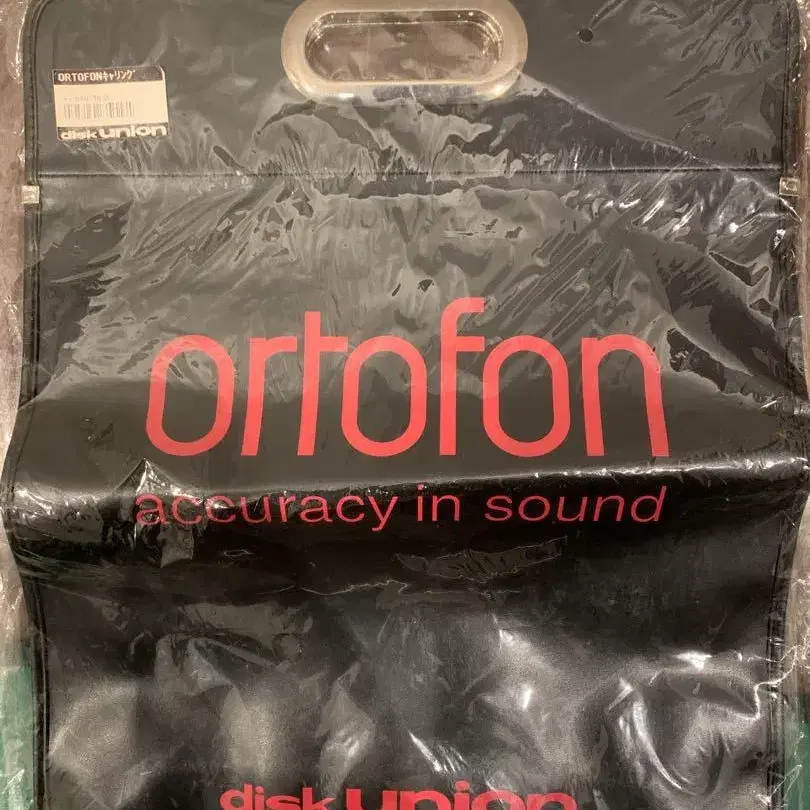 ORTOFONキャリング
disk union
ortofon
accuracy in sound
disk union